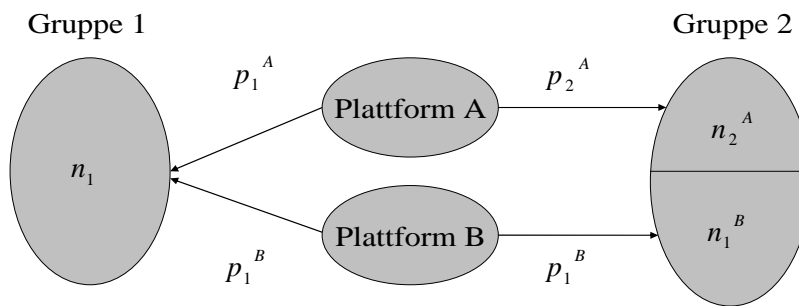 Gruppe 1
Gruppe 2
p₁ᴬ
p₂ᴬ
Plattform A
n₂ᴬ
n₁
Plattform B
n₁ᴮ
p₁ᴮ
p₁ᴮ